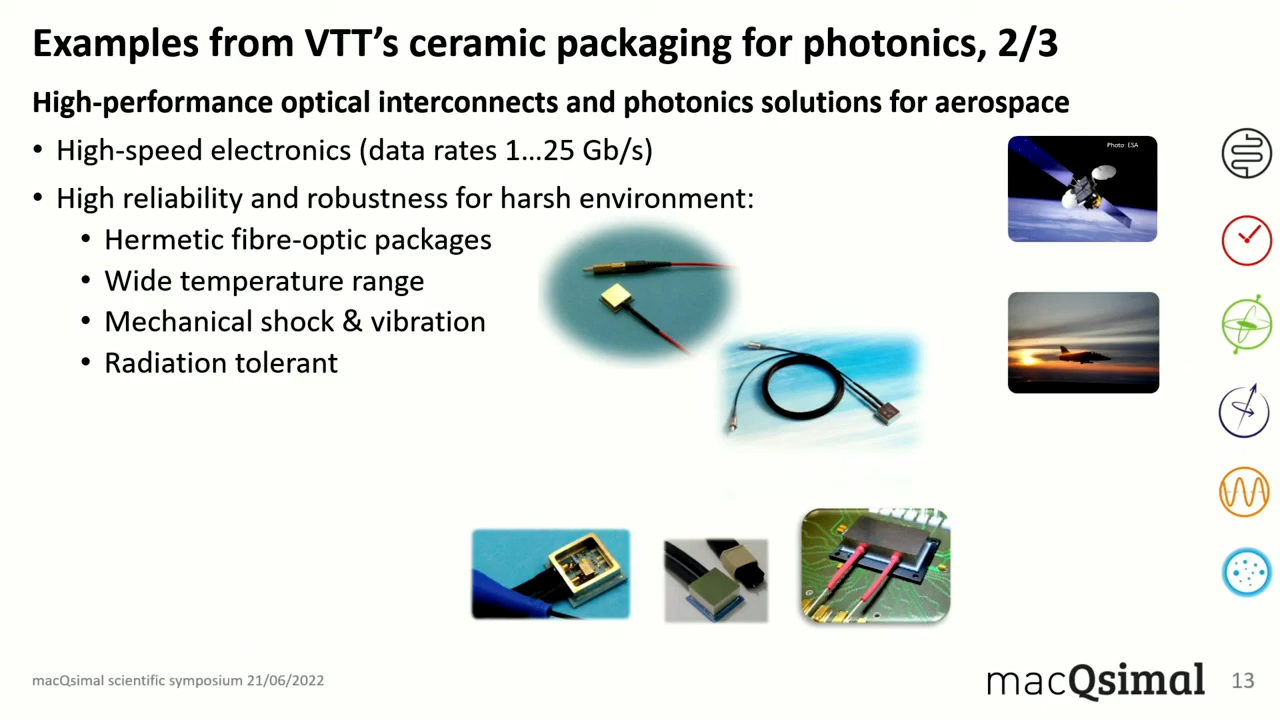 Examples from VTT's ceramic packaging for photonics, 2/3
High-performance optical interconnects and photonics solutions for aerospace
• High-speed electronics (data rates 1…25 Gb/s)
• High reliability and robustness for harsh environment:
• Hermetic fibre-optic packages
• Wide temperature range
• Mechanical shock & vibration
• Radiation tolerant
Photo: ESA
macQsimal scientific symposium 21/06/2022
macQsimal
13